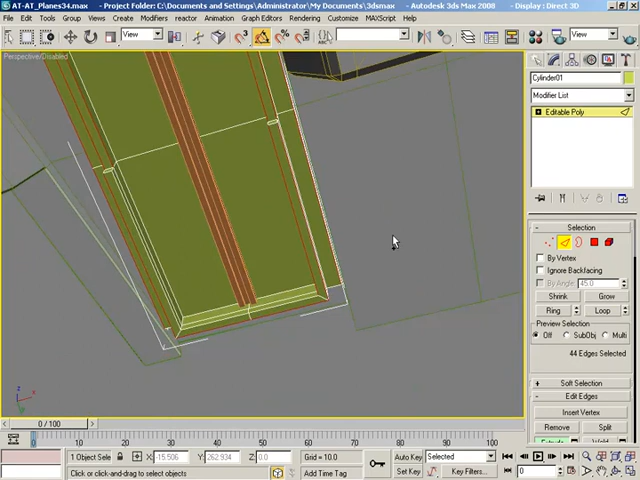 AT-AT_Planes34.max - Project Folder: C:\Documents and Settings\Administrator\My Documents\3dsmax - Autodesk 3ds Max 2008 - Display : Direct 3D
File Edit Tools Group Views Create Modifiers Animation Graph Editors Rendering Customize MAXScript Help
View View
Perspective/Disabled
Cylinder01
Modifier List
Editable Poly
Selection
By Vertex
Ignore Backfacing
By Angle: 45.0
Shrink Grow
Ring Loop
Preview Selection
Off SubObj Multi
44 Edges Selected
Soft Selection
Edit Edges
Insert Vertex
Remove Split
0 / 100
0 10 20 30 40 50 60 70 80 90 100
1 Object Sele X: -15.506 Y: 262.934 Z: 0.0 Grid = 10.0 Auto Key Selected
Click or click-and-drag to select objects Add Time Tag Set Key Key Filters... 0